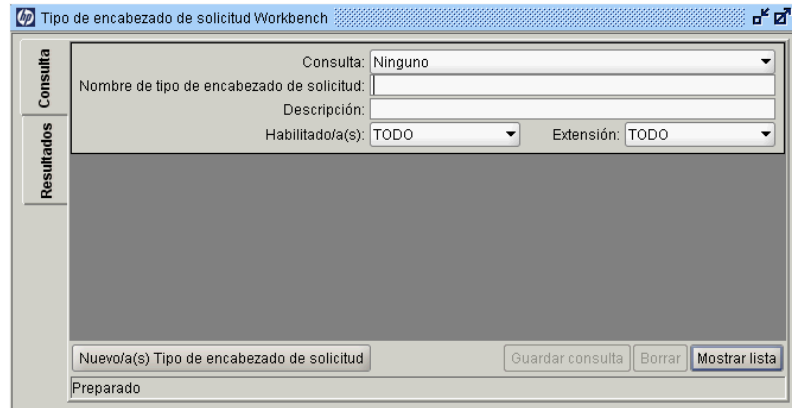 hp Tipo de encabezado de solicitud Workbench
Consulta
Resultados
Consulta: Ninguno
Nombre de tipo de encabezado de solicitud:
Descripción:
Habilitado/a(s): TODO Extensión: TODO
Nuevo/a(s) Tipo de encabezado de solicitud Guardar consulta Borrar Mostrar lista
Preparado